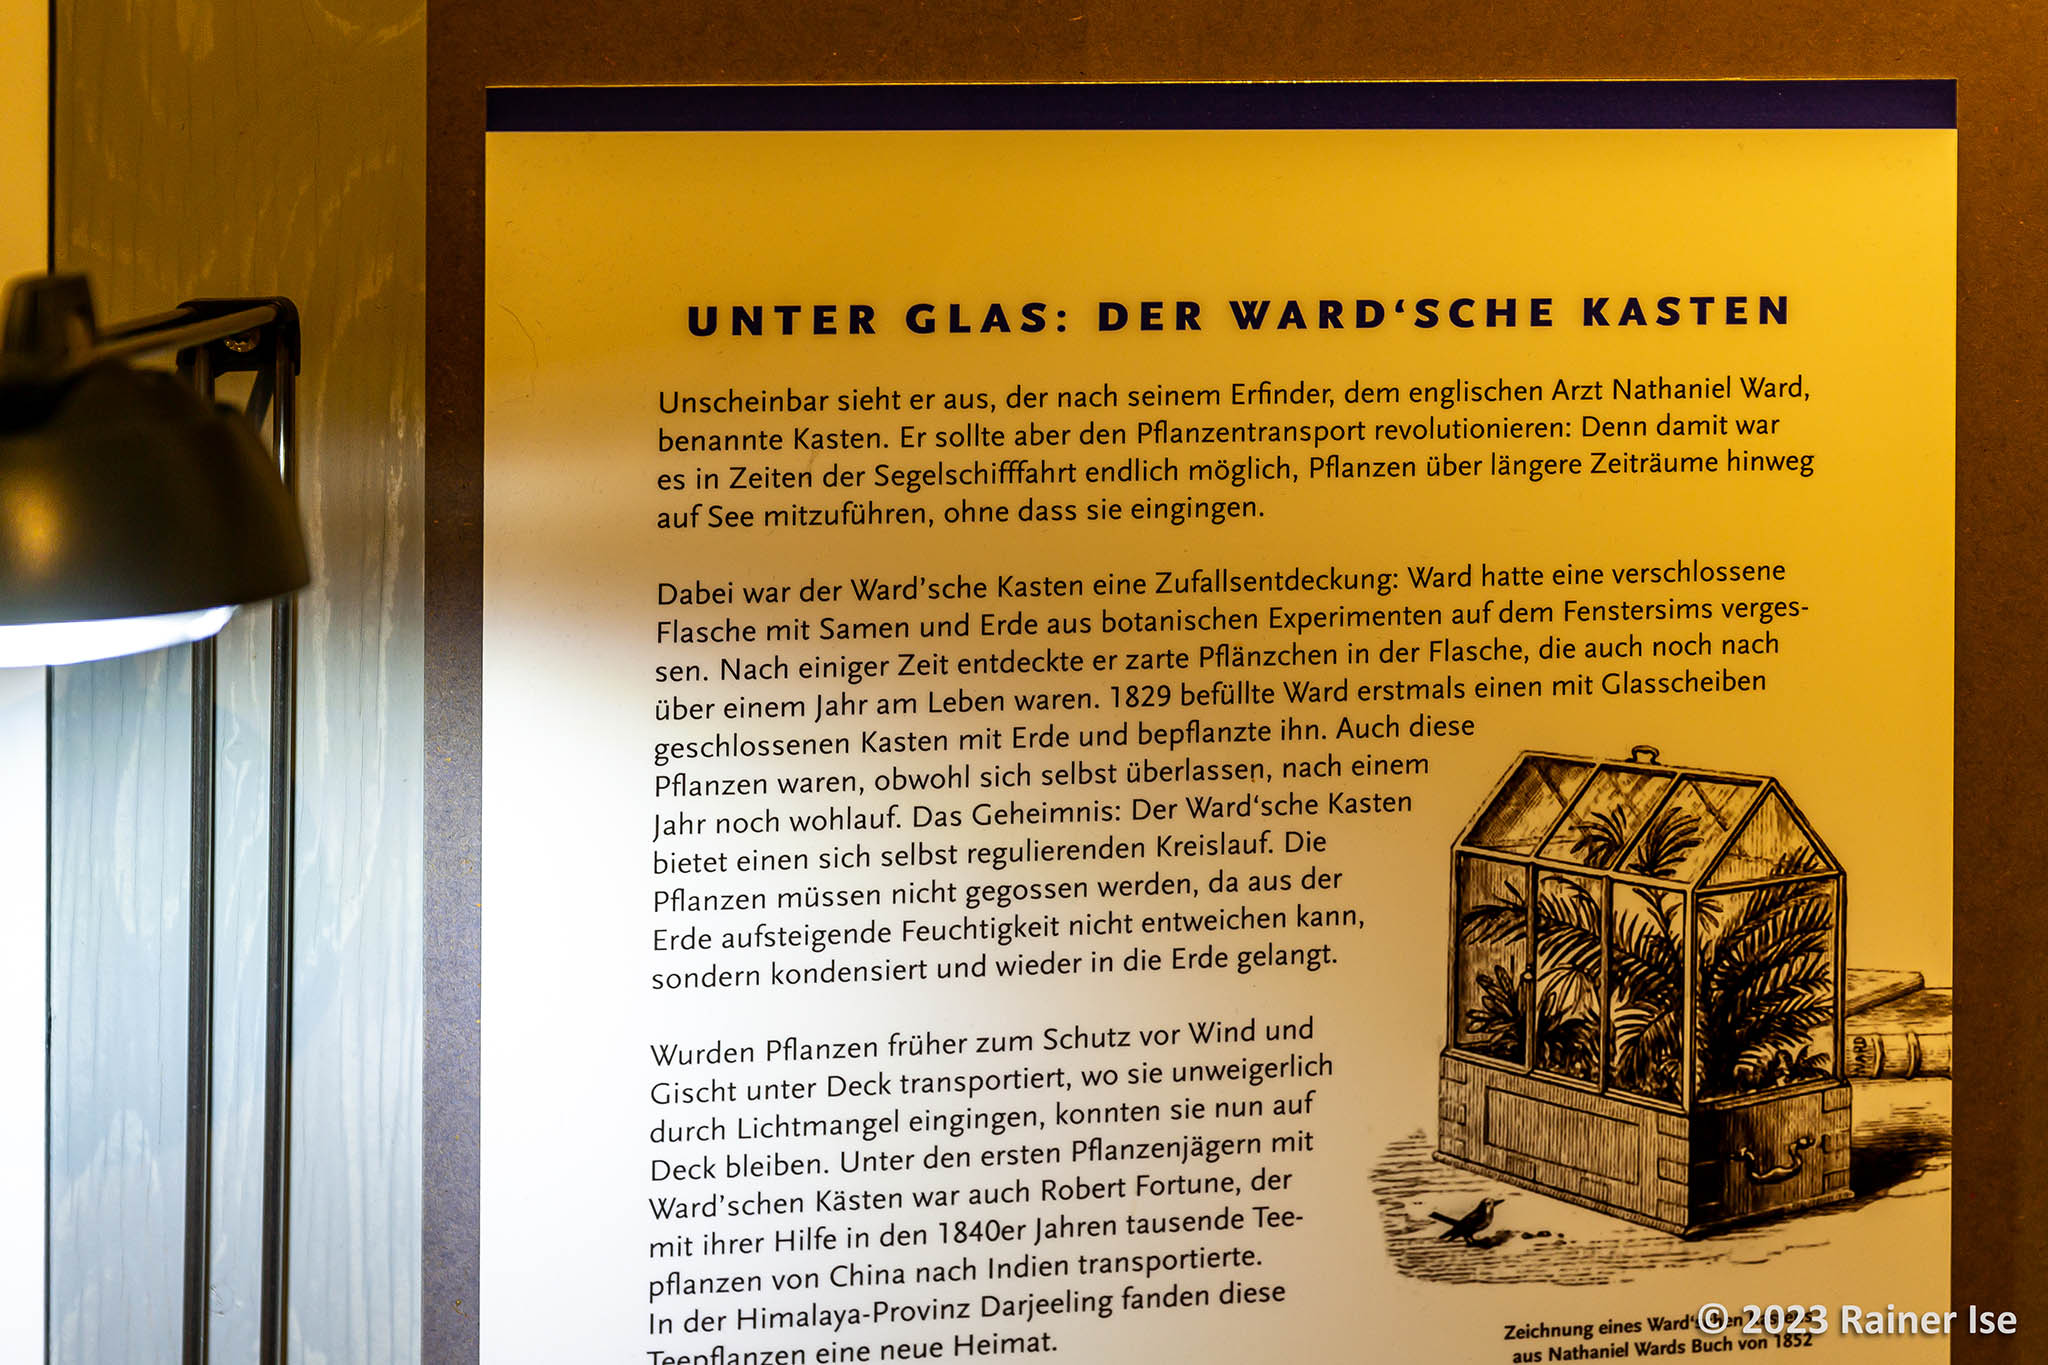 UNTER GLAS: DER WARD‘SCHE KASTEN
Unscheinbar sieht er aus, der nach seinem Erfinder, dem englischen Arzt Nathaniel Ward,
benannte Kasten. Er sollte aber den Pflanzentransport revolutionieren: Denn damit war
es in Zeiten der Segelschifffahrt endlich möglich, Pflanzen über längere Zeiträume hinweg
auf See mitzuführen, ohne dass sie eingingen.
Dabei war der Ward’sche Kasten eine Zufallsentdeckung: Ward hatte eine verschlossene
Flasche mit Samen und Erde aus botanischen Experimenten auf dem Fenstersims verges-
sen. Nach einiger Zeit entdeckte er zarte Pflänzchen in der Flasche, die auch noch nach
über einem Jahr am Leben waren. 1829 befüllte Ward erstmals einen mit Glasscheiben
geschlossenen Kasten mit Erde und bepflanzte ihn. Auch diese
Pflanzen waren, obwohl sich selbst überlassen, nach einem
Jahr noch wohlauf. Das Geheimnis: Der Ward‘sche Kasten
bietet einen sich selbst regulierenden Kreislauf. Die
Pflanzen müssen nicht gegossen werden, da aus der
Erde aufsteigende Feuchtigkeit nicht entweichen kann,
sondern kondensiert und wieder in die Erde gelangt.
Wurden Pflanzen früher zum Schutz vor Wind und
Gischt unter Deck transportiert, wo sie unweigerlich
durch Lichtmangel eingingen, konnten sie nun auf
Deck bleiben. Unter den ersten Pflanzenjägern mit
Ward’schen Kästen war auch Robert Fortune, der
mit ihrer Hilfe in den 1840er Jahren tausende Tee-
pflanzen von China nach Indien transportierte.
In der Himalaya-Provinz Darjeeling fanden diese
Teepflanzen eine neue Heimat.
WARD
Zeichnung eines Ward‘schen Kastens
aus Nathaniel Wards Buch von 1852
© 2023 Rainer Ise